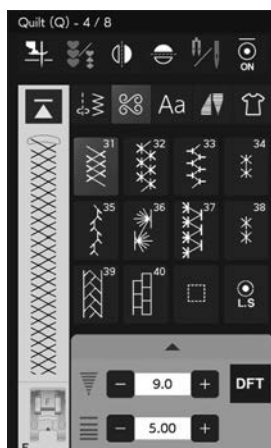 Quilt (Q) - 4 / 8
ON
Aa
31 32 33 34
35 36 37 38
39 40
L.S
- 9.0 + DFT
- 5.00 +
F